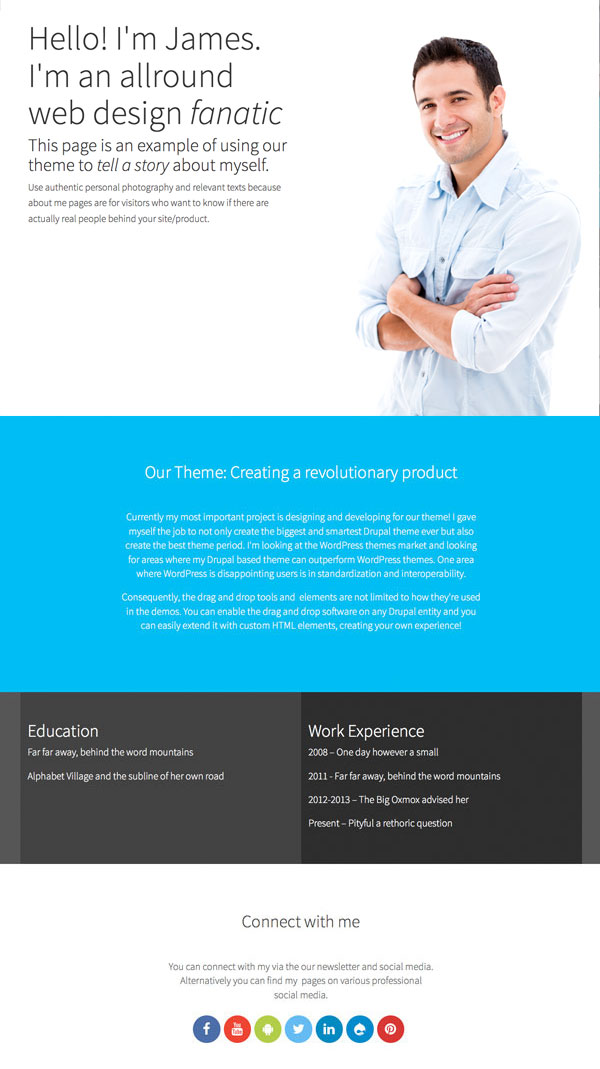 Hello! I'm James.
I'm an allround
web design fanatic
This page is an example of using our
theme to tell a story about myself.
Use authentic personal photography and relevant texts because
about me pages are for visitors who want to know if there are
actually real people behind your site/product.
Our Theme: Creating a revolutionary product
Currently my most important project is designing and developing for our theme! I gave
myself the job to not only create the biggest and smartest Drupal theme ever but also
create the best theme period. I'm looking at the WordPress themes market and looking
for areas where my Drupal based theme can outperform WordPress themes. One area
where WordPress is disappointing users is in standardization and interoperability.
Consequently, the drag and drop tools and elements are not limited to how they're used
in the demos. You can enable the drag and drop software on any Drupal entity and you
can easily extend it with custom HTML elements, creating your own experience!
Education
Far far away, behind the word mountains
Alphabet Village and the subline of her own road
Work Experience
2008 – One day however a small
2011 - Far far away, behind the word mountains
2012-2013 – The Big Oxmox advised her
Present – Pityful a rethoric question
Connect with me
You can connect with my via the our newsletter and social media.
Alternatively you can find my pages on various professional
social media.
f You Tube in